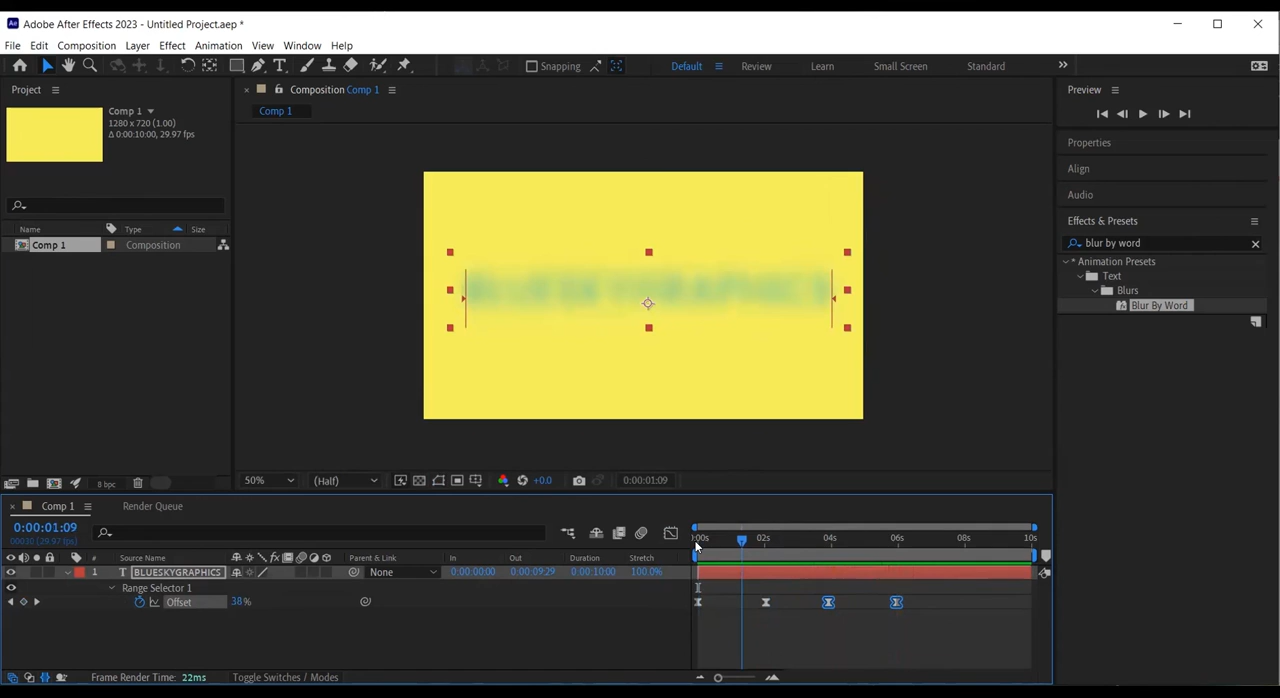 Ae Adobe After Effects 2023 - Untitled Project.aep *
File Edit Composition Layer Effect Animation View Window Help
Snapping Default Review Learn Small Screen Standard
Project
Comp 1
1280 x 720 (1.00)
Δ 0:00:10:00, 29.97 fps
Name Type Size
Comp 1 Composition
8 bpc
Composition Comp 1
Comp 1
BLUESKYGRAPHICS
50% (Half) +0.0 0:00:01:09
Preview
Properties
Align
Audio
Effects & Presets
blur by word
* Animation Presets
Text
Blurs
Blur By Word
Comp 1 Render Queue
0:00:01:09
00039 (29.97 fps)
:00s 02s 04s 06s 08s 10s
# Source Name Parent & Link In Out Duration Stretch
1 T BLUESKYGRAPHICS None 0:00:00:00 0:00:09:29 0:00:10:00 100.0%
Range Selector 1
Offset 38%
Frame Render Time: 22ms Toggle Switches / Modes